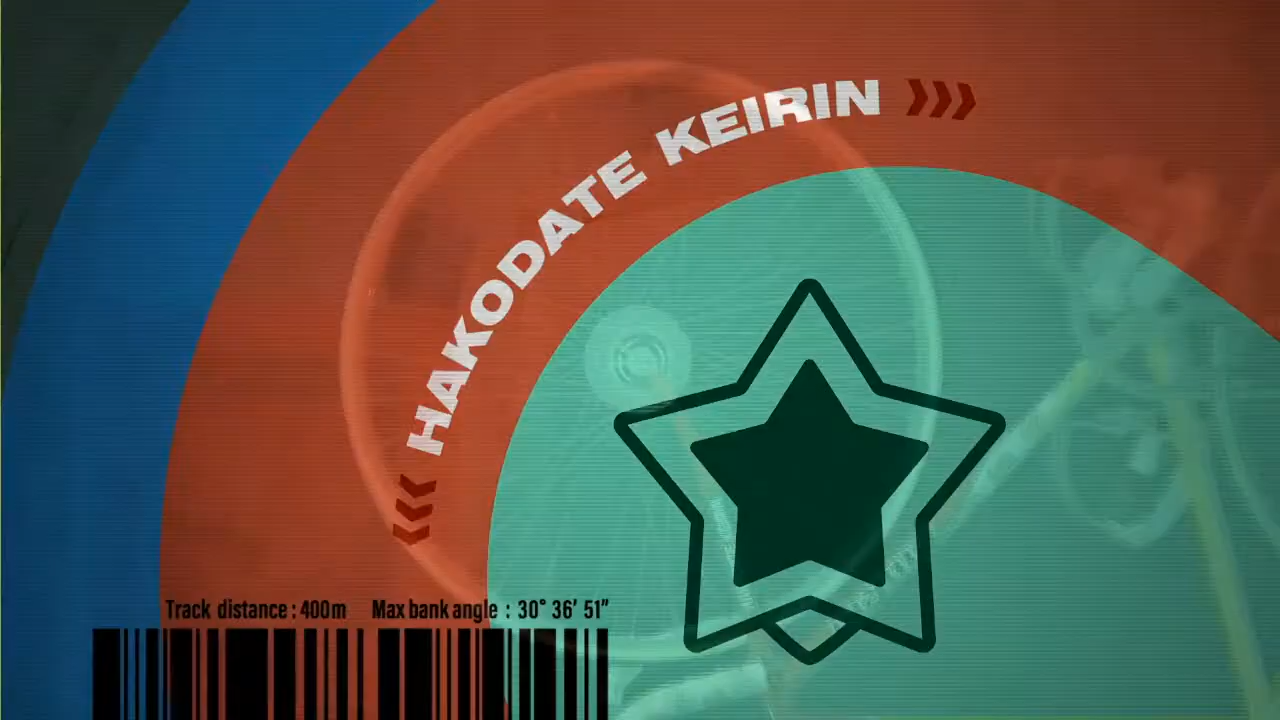 HAKODATE KEIRIN
Track distance : 400m Max bank angle : 30° 36′ 51″